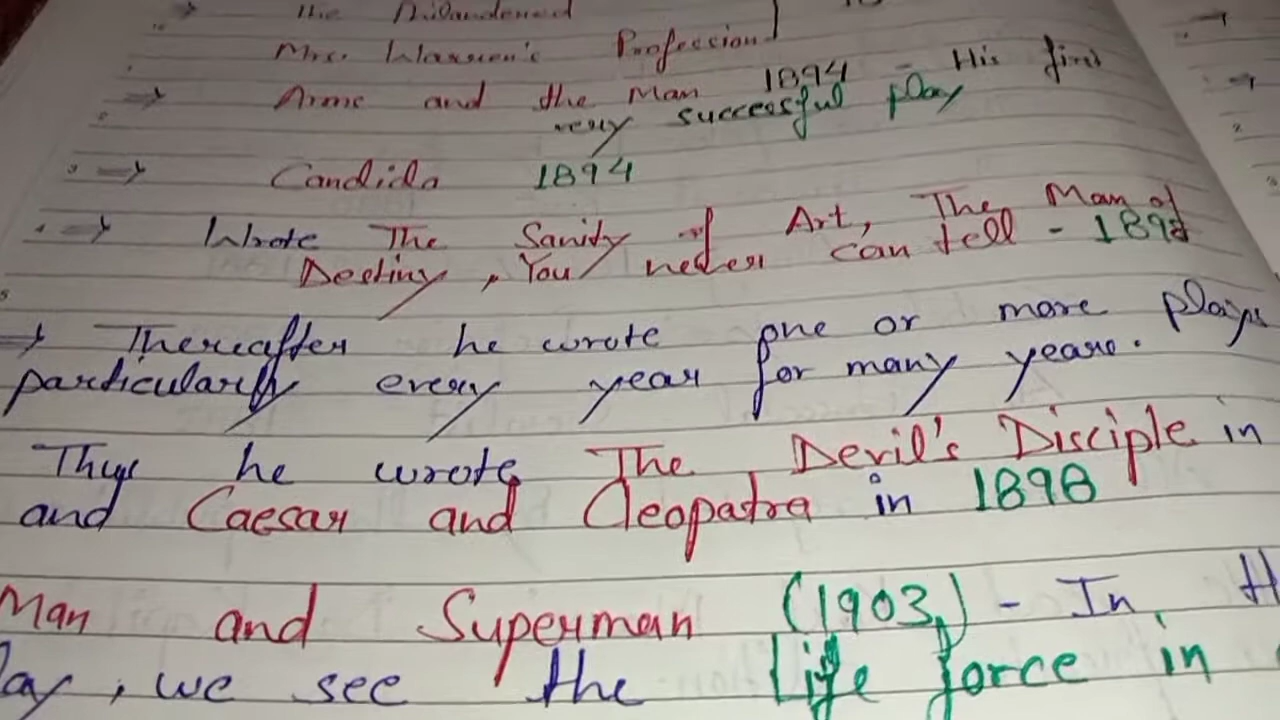 The
Mrs. Warren's Profession
⇒ Arms and the Man 1894 - His first
very successful play
⇒ Candida 1894
⇒ Wrote The Sanity of Art, The Man of
Destiny, You never can tell -
→ Thereafter he wrote one or more plays
particularly every year for many years.
Thus he wrote The Devil's Disciple in
and Caesar and Cleopatra in 1898
Man and Superman (1903) - In
we see the Life force in